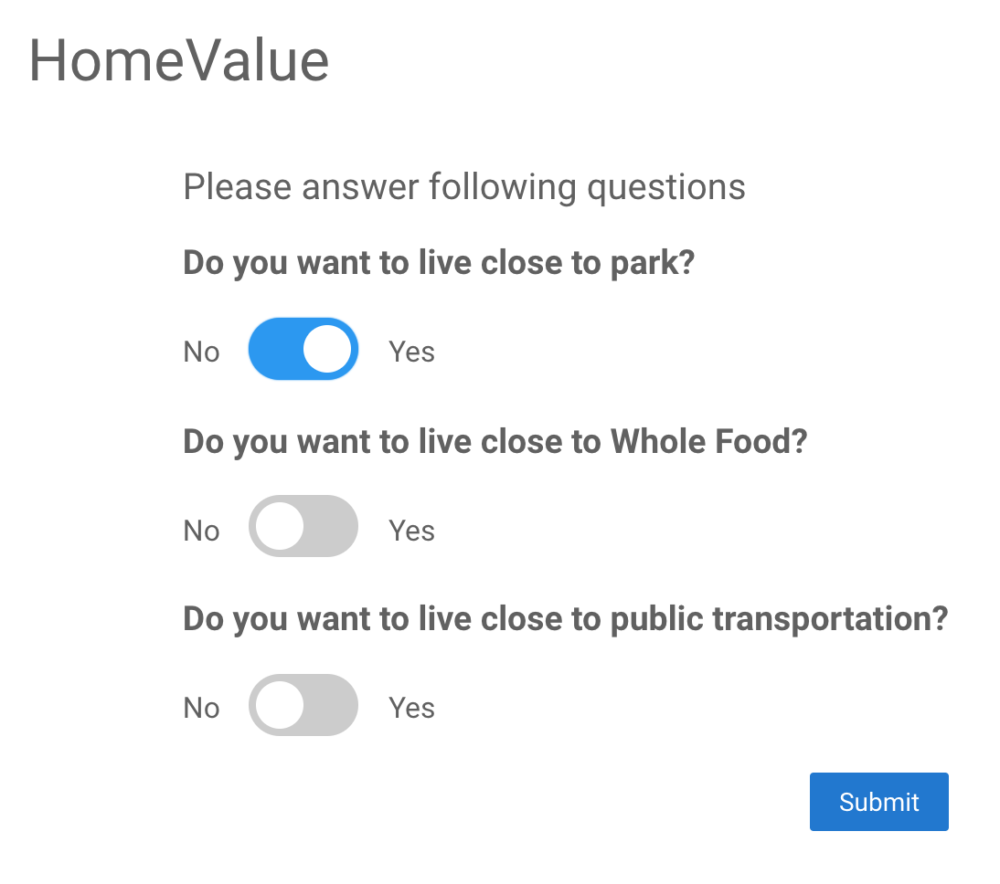 HomeValue
Please answer following questions
Do you want to live close to park?
No Yes
Do you want to live close to Whole Food?
No Yes
Do you want to live close to public transportation?
No Yes
Submit